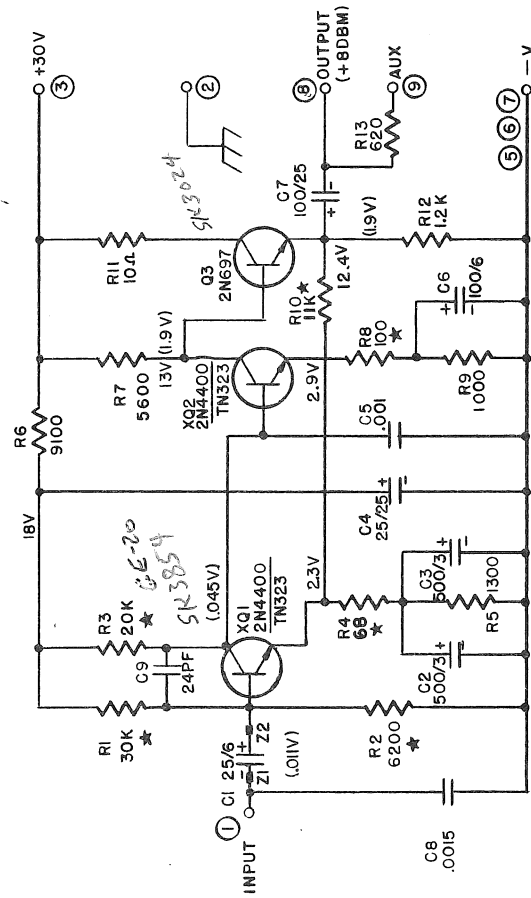 +30V
③
②
⑧ OUTPUT
(+8DBM)
AUX
⑨
R13
620
-V
⑤ ⑥ ⑦
R11
10Ω
SK3024
Q3
2N697
C7
100/25
+ -
12.4V
(1.9V)
R12
1.2K
R10 ★
11K
R7
5600
13V (1.9V)
XQ2
2N4400
TN323
2.9V
R8
100
★
C6
100/6
+ -
R9
1000
R6
9100
C5
.001
18V
C4
25/25
+ -
GE-20
SK3854
R3
20K
★
(.045V)
C9
24PF
XQ1
2N4400
TN323
2.3V
R4
68
★
C3
500/3
+ -
R5
1300
C2
500/3
+ -
R1
30K
★
C1
25/6
- +
Z1
Z2
(.011V)
R2
6200
★
①
INPUT
C8
.0015